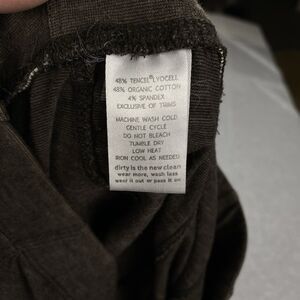 48% TENCEL® LYOCELL
48% ORGANIC COTTON
4% SPANDEX
EXCLUSIVE OF TRIMS
MACHINE WASH COLD
GENTLE CYCLE
DO NOT BLEACH
TUMBLE DRY
LOW HEAT
IRON COOL AS NEEDED
dirty is the new clean
wear more, wash less
wear it out or pass it on